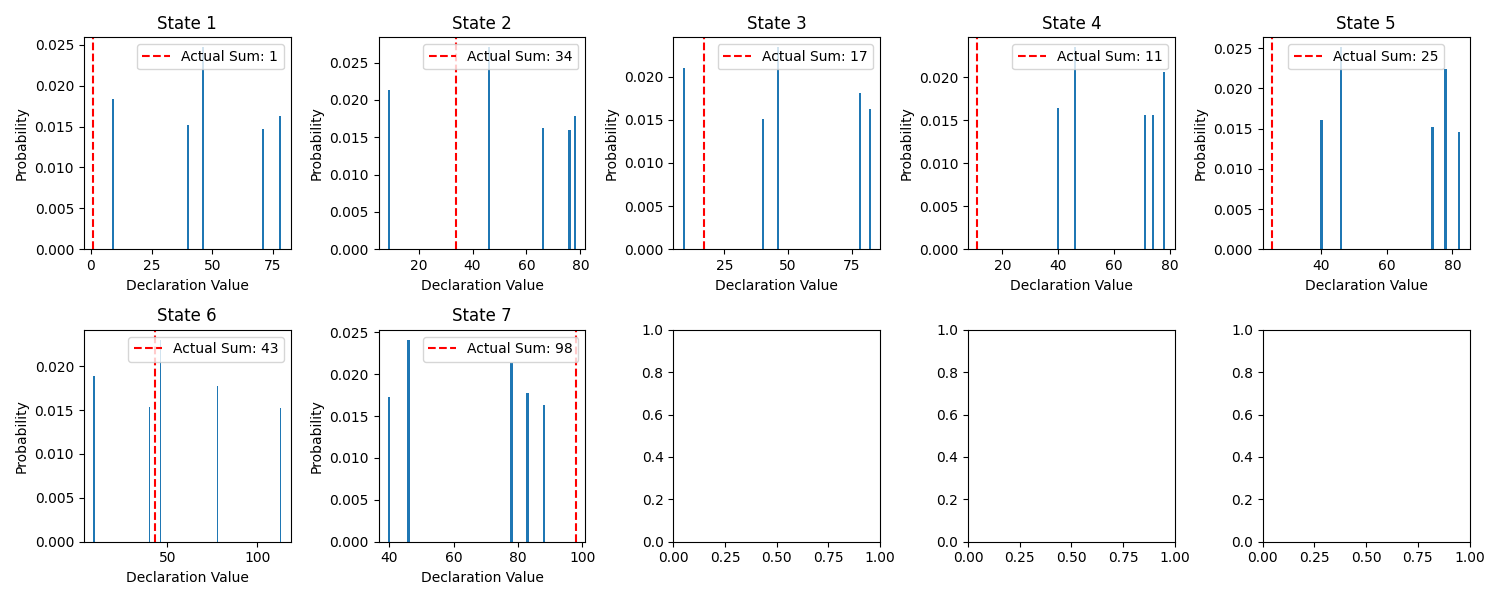 State 1
State 2
State 3
State 4
State 5
Actual Sum: 1
Actual Sum: 34
Actual Sum: 17
Actual Sum: 11
Actual Sum: 25
Probability
0.025
0.020
0.015
0.010
0.005
0.000
0 25 50 75
Declaration Value
Probability
0.025
0.020
0.015
0.010
0.005
0.000
20 40 60 80
Declaration Value
Probability
0.020
0.015
0.010
0.005
0.000
25 50 75
Declaration Value
Probability
0.020
0.015
0.010
0.005
0.000
20 40 60 80
Declaration Value
Probability
0.025
0.020
0.015
0.010
0.005
0.000
40 60 80
Declaration Value
State 6
State 7
Actual Sum: 43
Actual Sum: 98
Probability
0.020
0.015
0.010
0.005
0.000
50 100
Declaration Value
Probability
0.025
0.020
0.015
0.010
0.005
0.000
40 60 80 100
Declaration Value
1.0
0.8
0.6
0.4
0.2
0.0
0.00 0.25 0.50 0.75 1.00
1.0
0.8
0.6
0.4
0.2
0.0
0.00 0.25 0.50 0.75 1.00
1.0
0.8
0.6
0.4
0.2
0.0
0.00 0.25 0.50 0.75 1.00